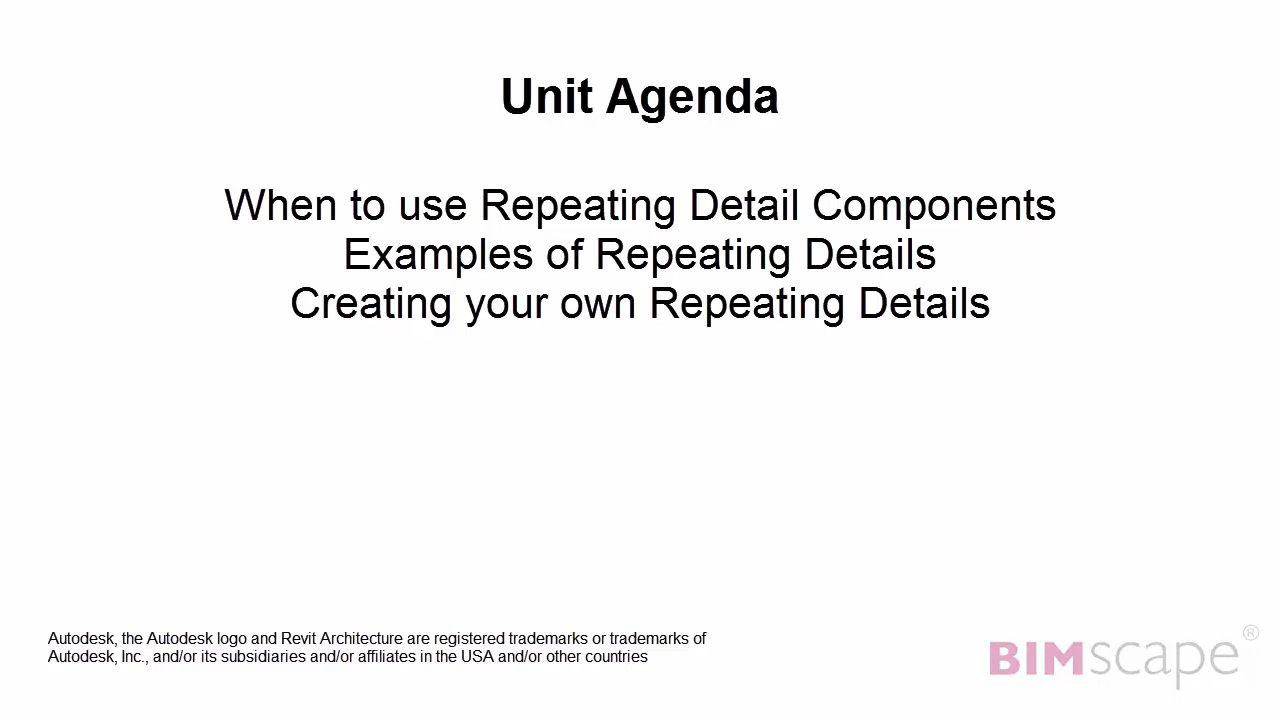 Unit Agenda
When to use Repeating Detail Components
Examples of Repeating Details
Creating your own Repeating Details
Autodesk, the Autodesk logo and Revit Architecture are registered trademarks or trademarks of
Autodesk, Inc., and/or its subsidiaries and/or affiliates in the USA and/or other countries
BIMscape®